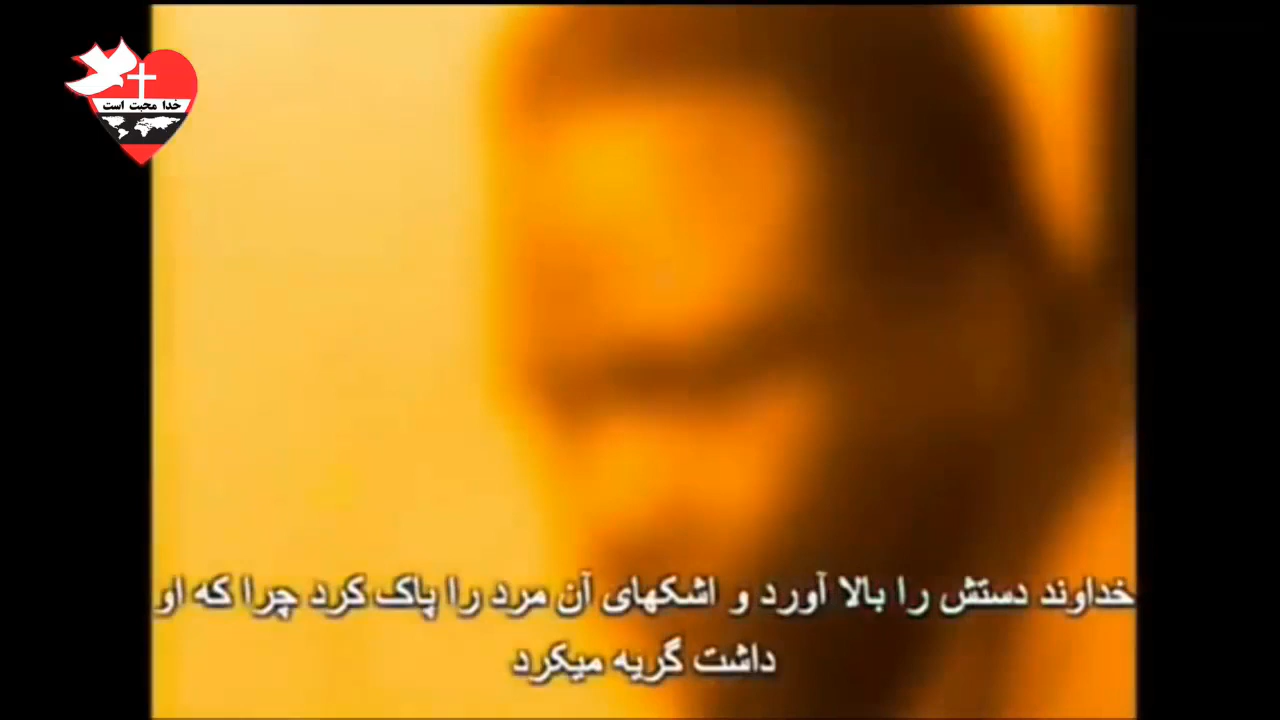 خدا محبت است
خداوند دستش را بالا آورد و اشکهای آن مرد را پاک کرد چرا که او
داشت گریه میکرد